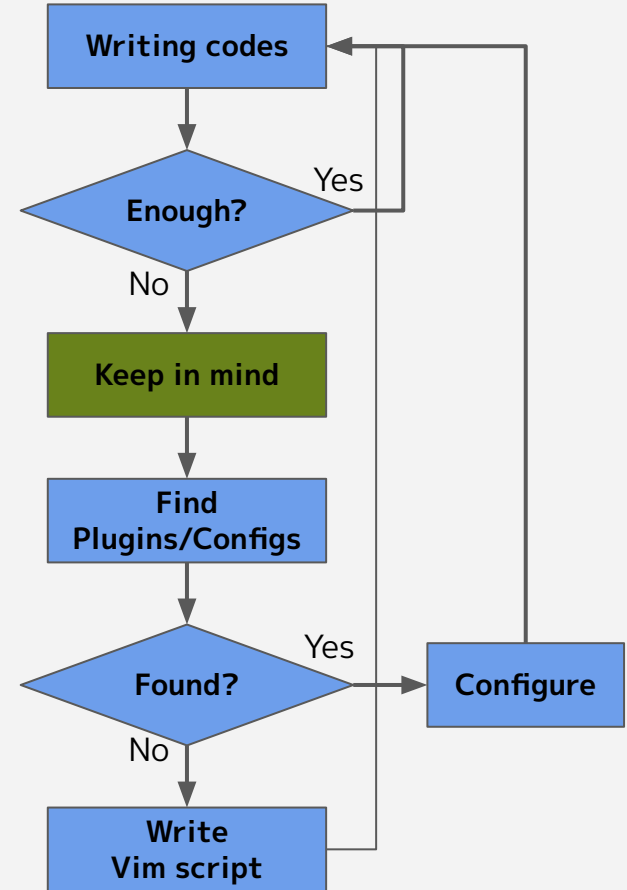 Writing codes
Yes
Enough?
No
Keep in mind
Find
Plugins/Configs
Yes
Found?
Configure
No
Write
Vim script